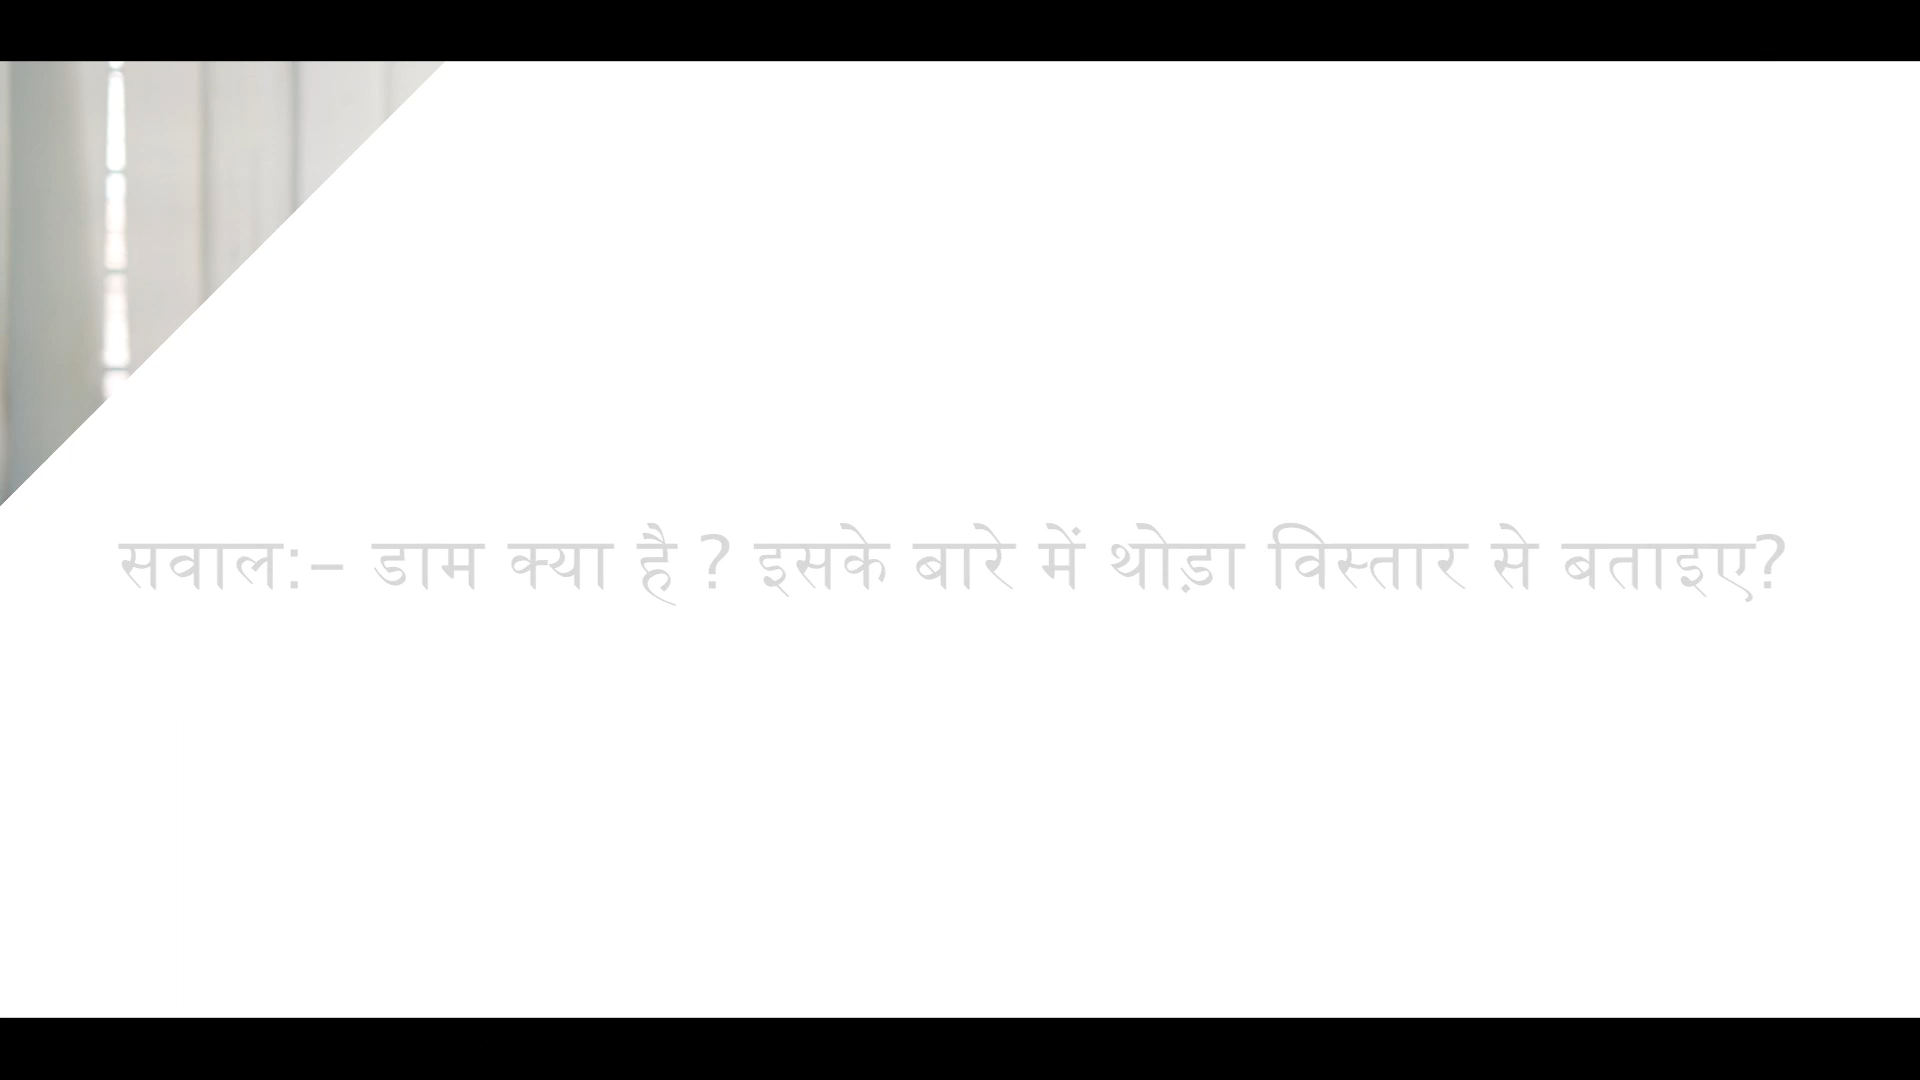 सवाल:– डाम क्या है ? इसके बारे में थोड़ा विस्तार से बताइए?